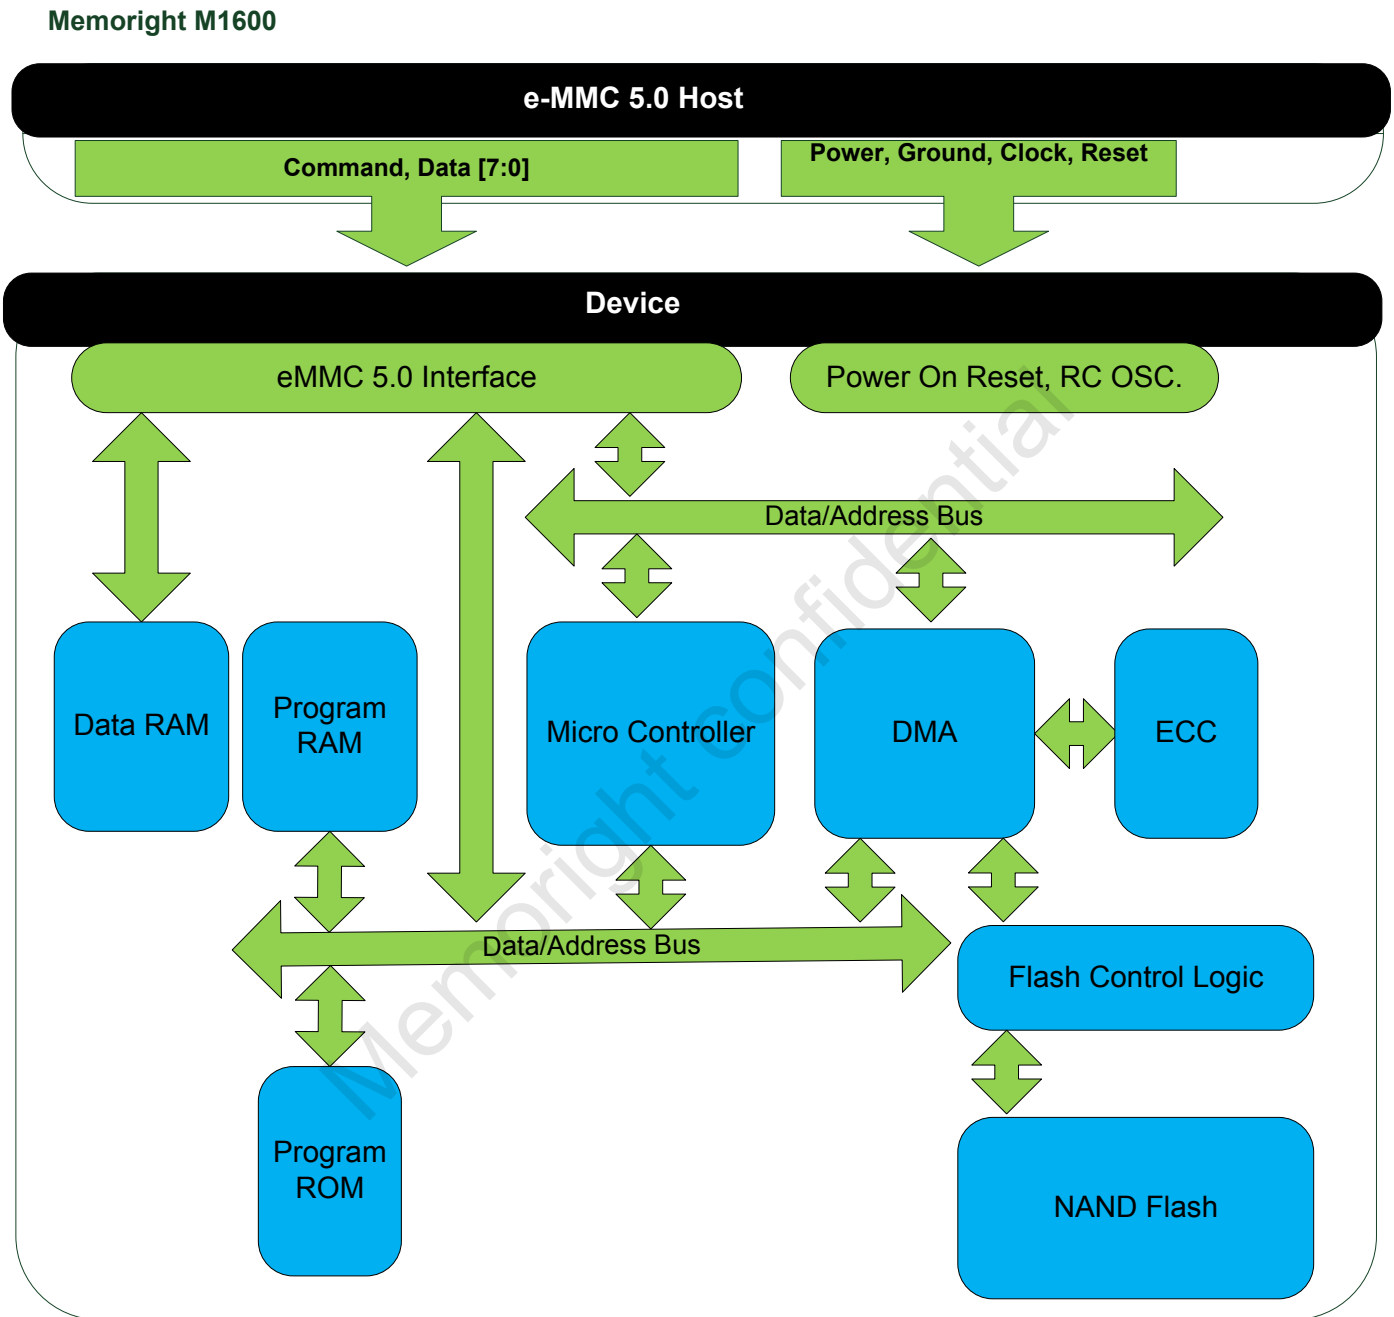 Memoright M1600
e-MMC 5.0 Host
Command, Data [7:0]
Power, Ground, Clock, Reset
Device
eMMC 5.0 Interface
Power On Reset, RC OSC.
Data/Address Bus
Data RAM
Program
RAM
Micro Controller
DMA
ECC
Data/Address Bus
Flash Control Logic
Program
ROM
NAND Flash
Memoright confidential